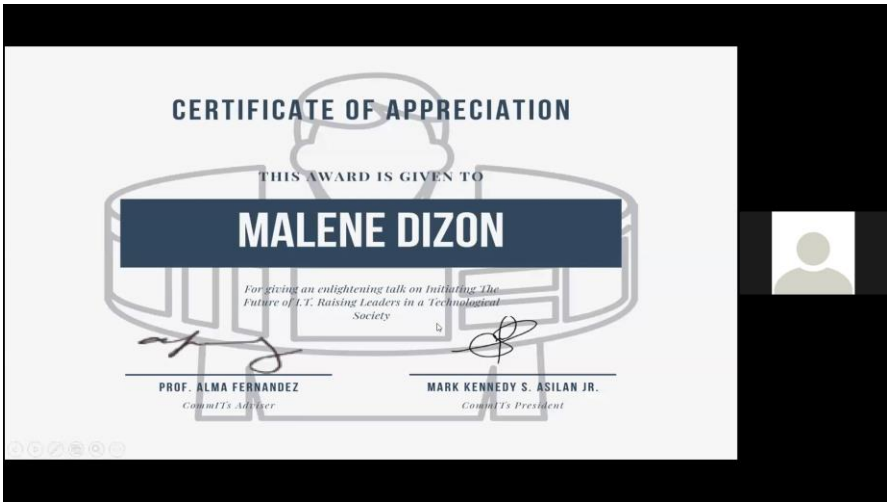 CERTIFICATE OF APPRECIATION
THIS AWARD IS GIVEN TO
MALENE DIZON
For giving an enlightening talk on Initiating The
Future of I.T. Raising Leaders in a Technological
Society
PROF. ALMA FERNANDEZ
CommITs Adviser
MARK KENNEDY S. ASILAN JR.
CommITs President